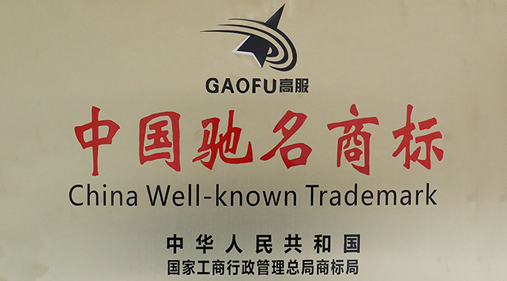 GAOFU高服
中国驰名商标
China Well-known Trademark
中华人民共和国
国家工商行政管理总局商标局